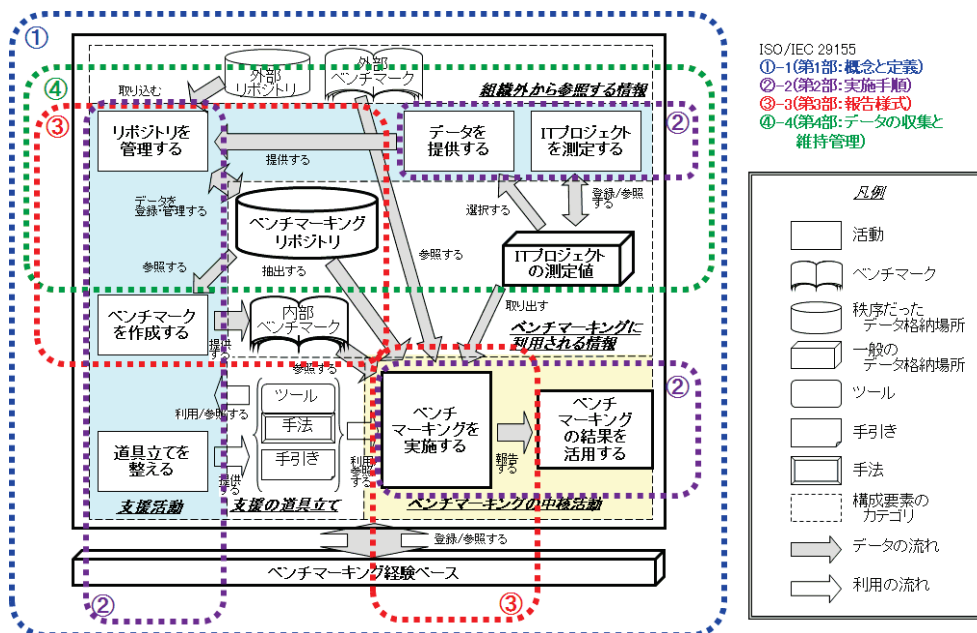 ①
外部
リポジトリ
外部
ベンチマーク
④
取り込む
組織外から参照する情報
③
リポジトリを
管理する
提供する
データを
提供する
ITプロジェクト
を測定する
②
データを
登録・管理する
ベンチマーキング
リポジトリ
選択する
登録/参照
する
参照する
抽出する
参照する
ITプロジェクト
の測定値
取り出す
ベンチマーク
を作成する
提供
する
内部
ベンチマーク
ベンチマーキングに
利用される情報
参照する
②
利用/参照する
ツール
手法
手引き
ベンチ
マーキングを
実施する
報告
する
ベンチ
マーキング
の結果を
活用する
道具立てを
整える
提供
する
利用/
参照
する
支援活動
支援の道具立て
ベンチマーキングの中核活動
登録/参照する
ベンチマーキング経験ベース
②
③
ISO/IEC 29155
①-1(第1部:概念と定義)
②-2(第2部:実施手順)
③-3(第3部:報告様式)
④-4(第4部:データの収集と
維持管理)
凡例
活動
ベンチマーク
秩序だった
データ格納場所
一般の
データ格納場所
ツール
手引き
手法
構成要素の
カテゴリ
データの流れ
利用の流れ